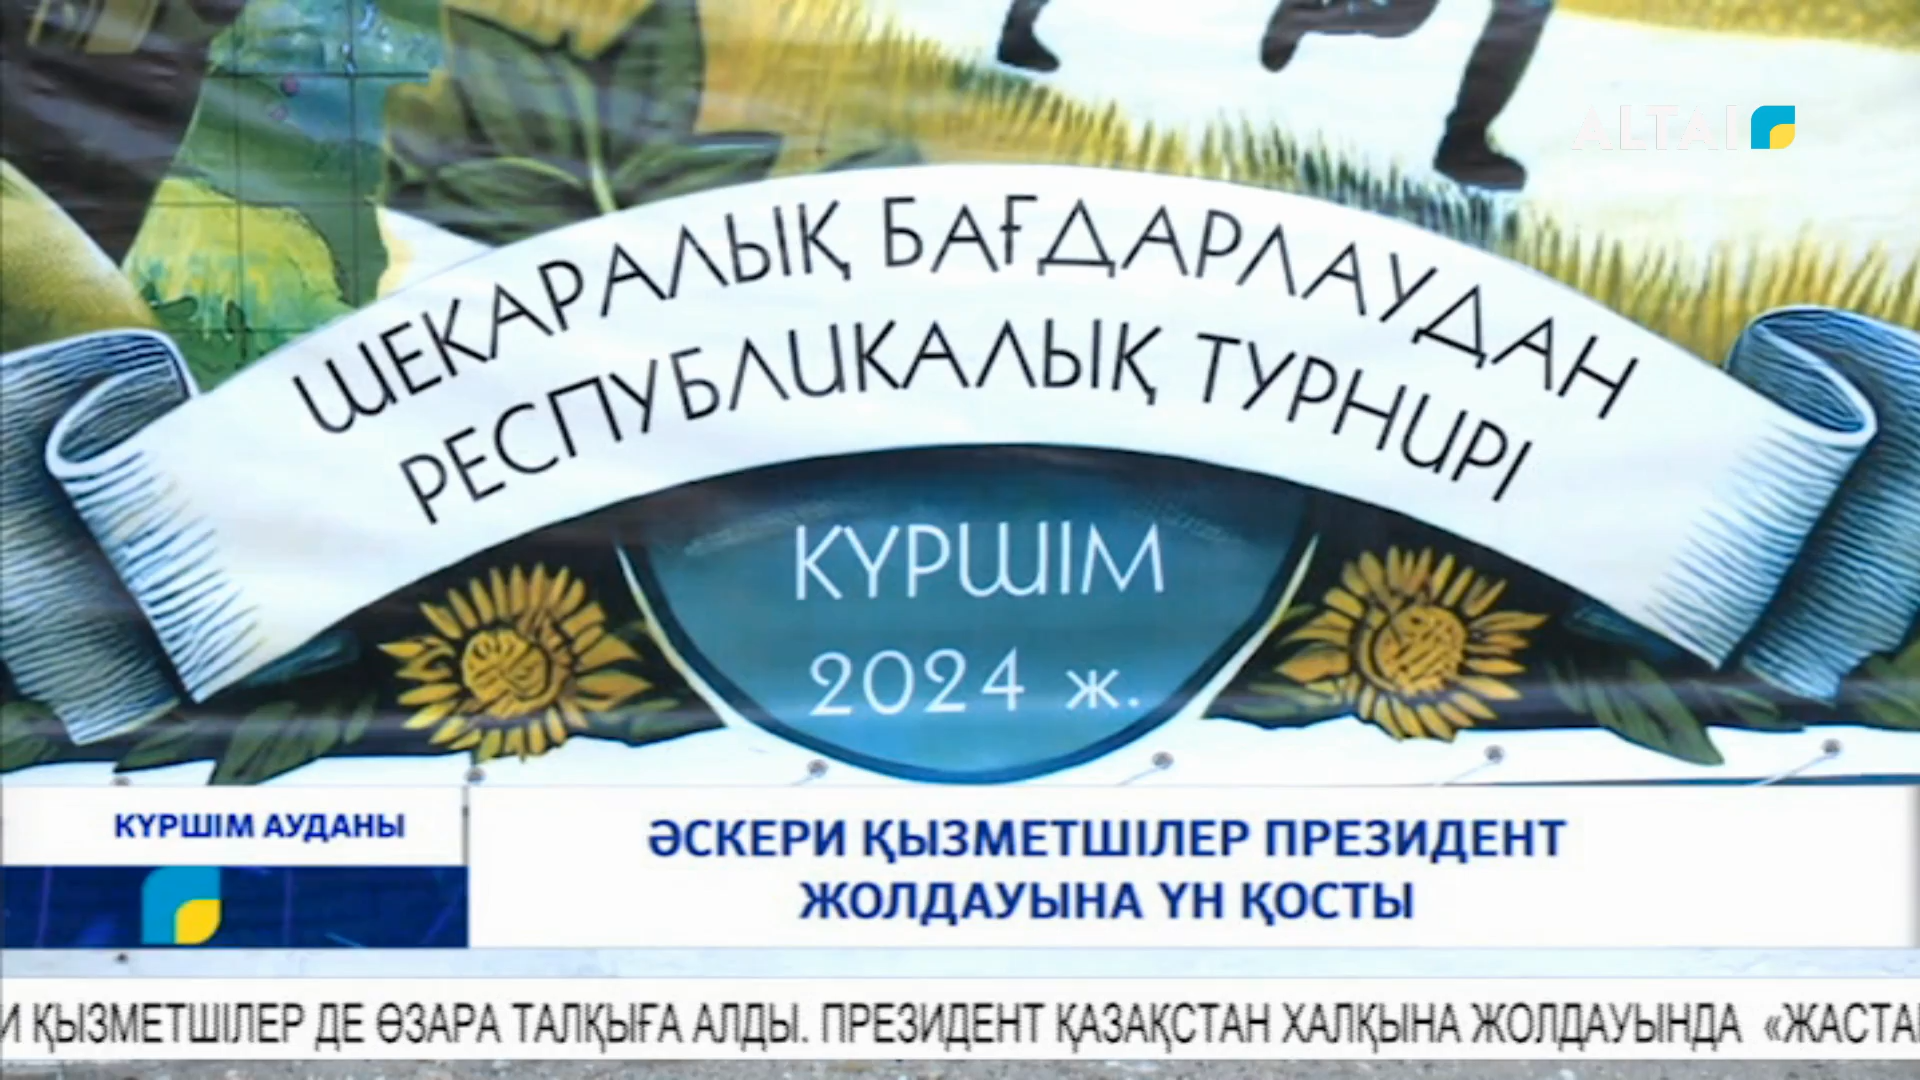 ALTAI
ШЕКАРАЛЫҚ БАҒДАРЛАУДАН
РЕСПУБЛИКАЛЫҚ ТУРНИРІ
КҮРШІМ
2024 ж.
КҮРШІМ АУДАНЫ
ӘСКЕРИ ҚЫЗМЕТШІЛЕР ПРЕЗИДЕНТ
ЖОЛДАУЫНА ҮН ҚОСТЫ
И ҚЫЗМЕТШІЛЕР ДЕ ӨЗАРА ТАЛҚЫҒА АЛДЫ. ПРЕЗИДЕНТ ҚАЗАҚСТАН ХАЛҚЫНА ЖОЛДАУЫНДА «ЖАСТА